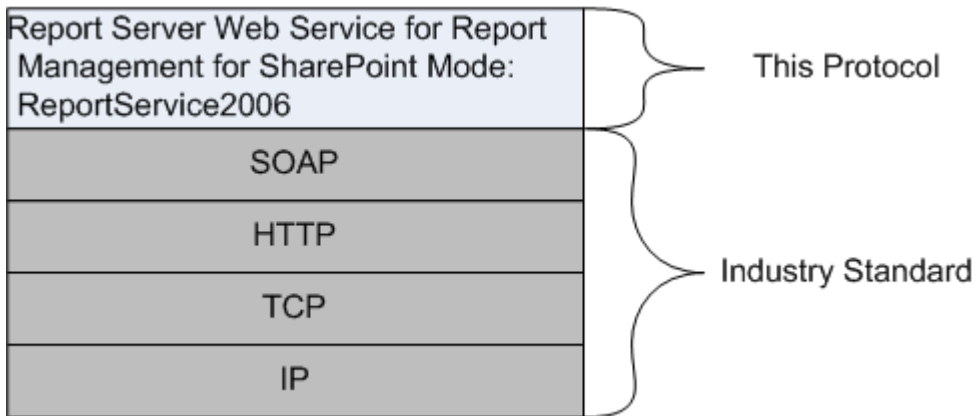 Report Server Web Service for Report
Management for SharePoint Mode:
ReportService2006
This Protocol
SOAP
HTTP
TCP
IP
Industry Standard